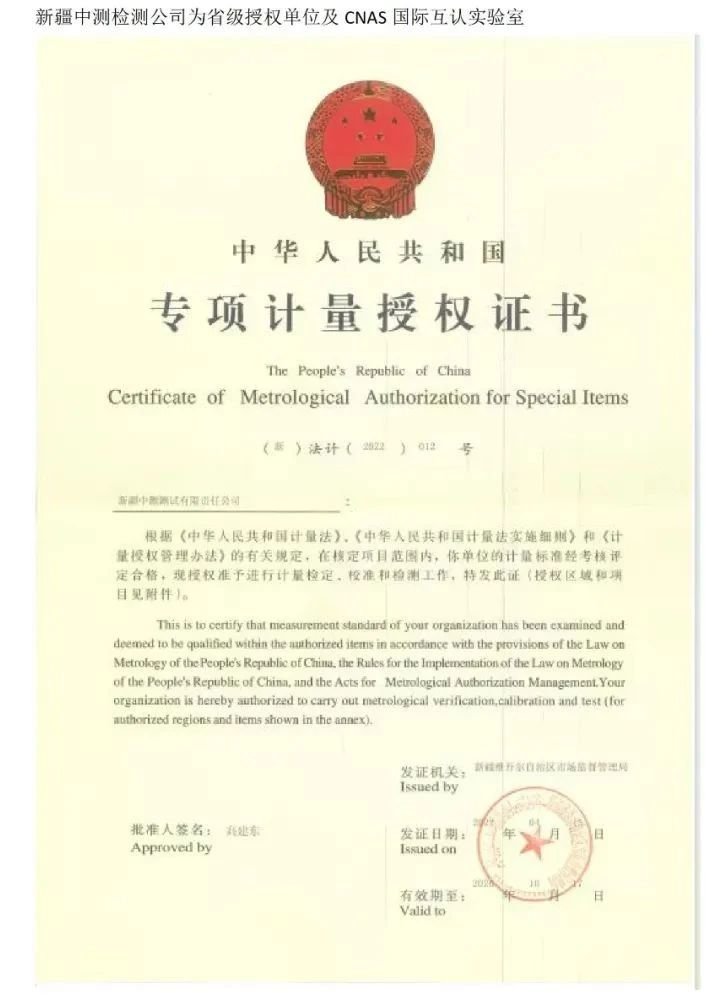 新疆中测检测公司为省级授权单位及 CNAS 国际互认实验室
中华人民共和国
专项计量授权证书
The People's Republic of China
Certificate of Metrological Authorization for Special Items
（新）法计（2022）012 号
新疆中测测试有限责任公司：
根据《中华人民共和国计量法》、《中华人民共和国计量法实施细则》和《计
量授权管理办法》的有关规定，在核定项目范围内，你单位的计量标准经考核评
定合格，现授权准予进行计量检定、校准和检测工作，特发此证（授权区域和项
目见附件）。
This is to certify that measurement standard of your organization has been examined and
deemed to be qualified within the authorized items in accordance with the provisions of the Law on
Metrology of the People's Republic of China, the Rules for the Implementation of the Law on Metrology
of the People's Republic of China, and the Acts for Metrological Authorization Management.Your
organization is hereby authorized to carry out metrological verification,calibration and test (for
authorized regions and items shown in the annex).
发证机关：新疆维吾尔自治区市场监督管理局
Issued by
批准人签名：高建东
Approved by
发证日期：年 04 月 日
Issued on
有效期至：年 10 月 17 日
Valid to